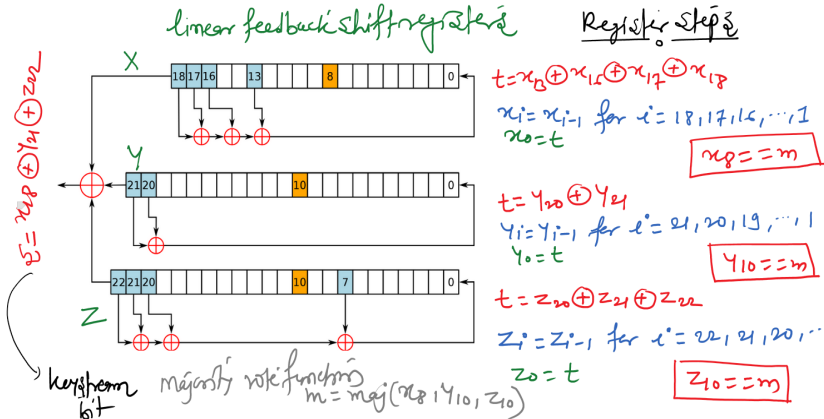 linear feedback shift registers
Register Steps
X
18 17 16 13 8 0
t = x13 ⊕ x16 ⊕ x17 ⊕ x18
xi = xi-1 for i = 18, 17, 16, ..., 1
x0 = t
x8 == m
s = x18 ⊕ y21 ⊕ z22
Y
21 20 10 0
t = y20 ⊕ y21
yi = yi-1 for i = 21, 20, 19, ..., 1
y0 = t
y10 == m
Z
22 21 20 10 7 0
t = z20 ⊕ z21 ⊕ z22
zi = zi-1 for i = 22, 21, 20, ..
z0 = t
z10 == m
keystream
bit
majority vote function
m = maj(x8, y10, z10)